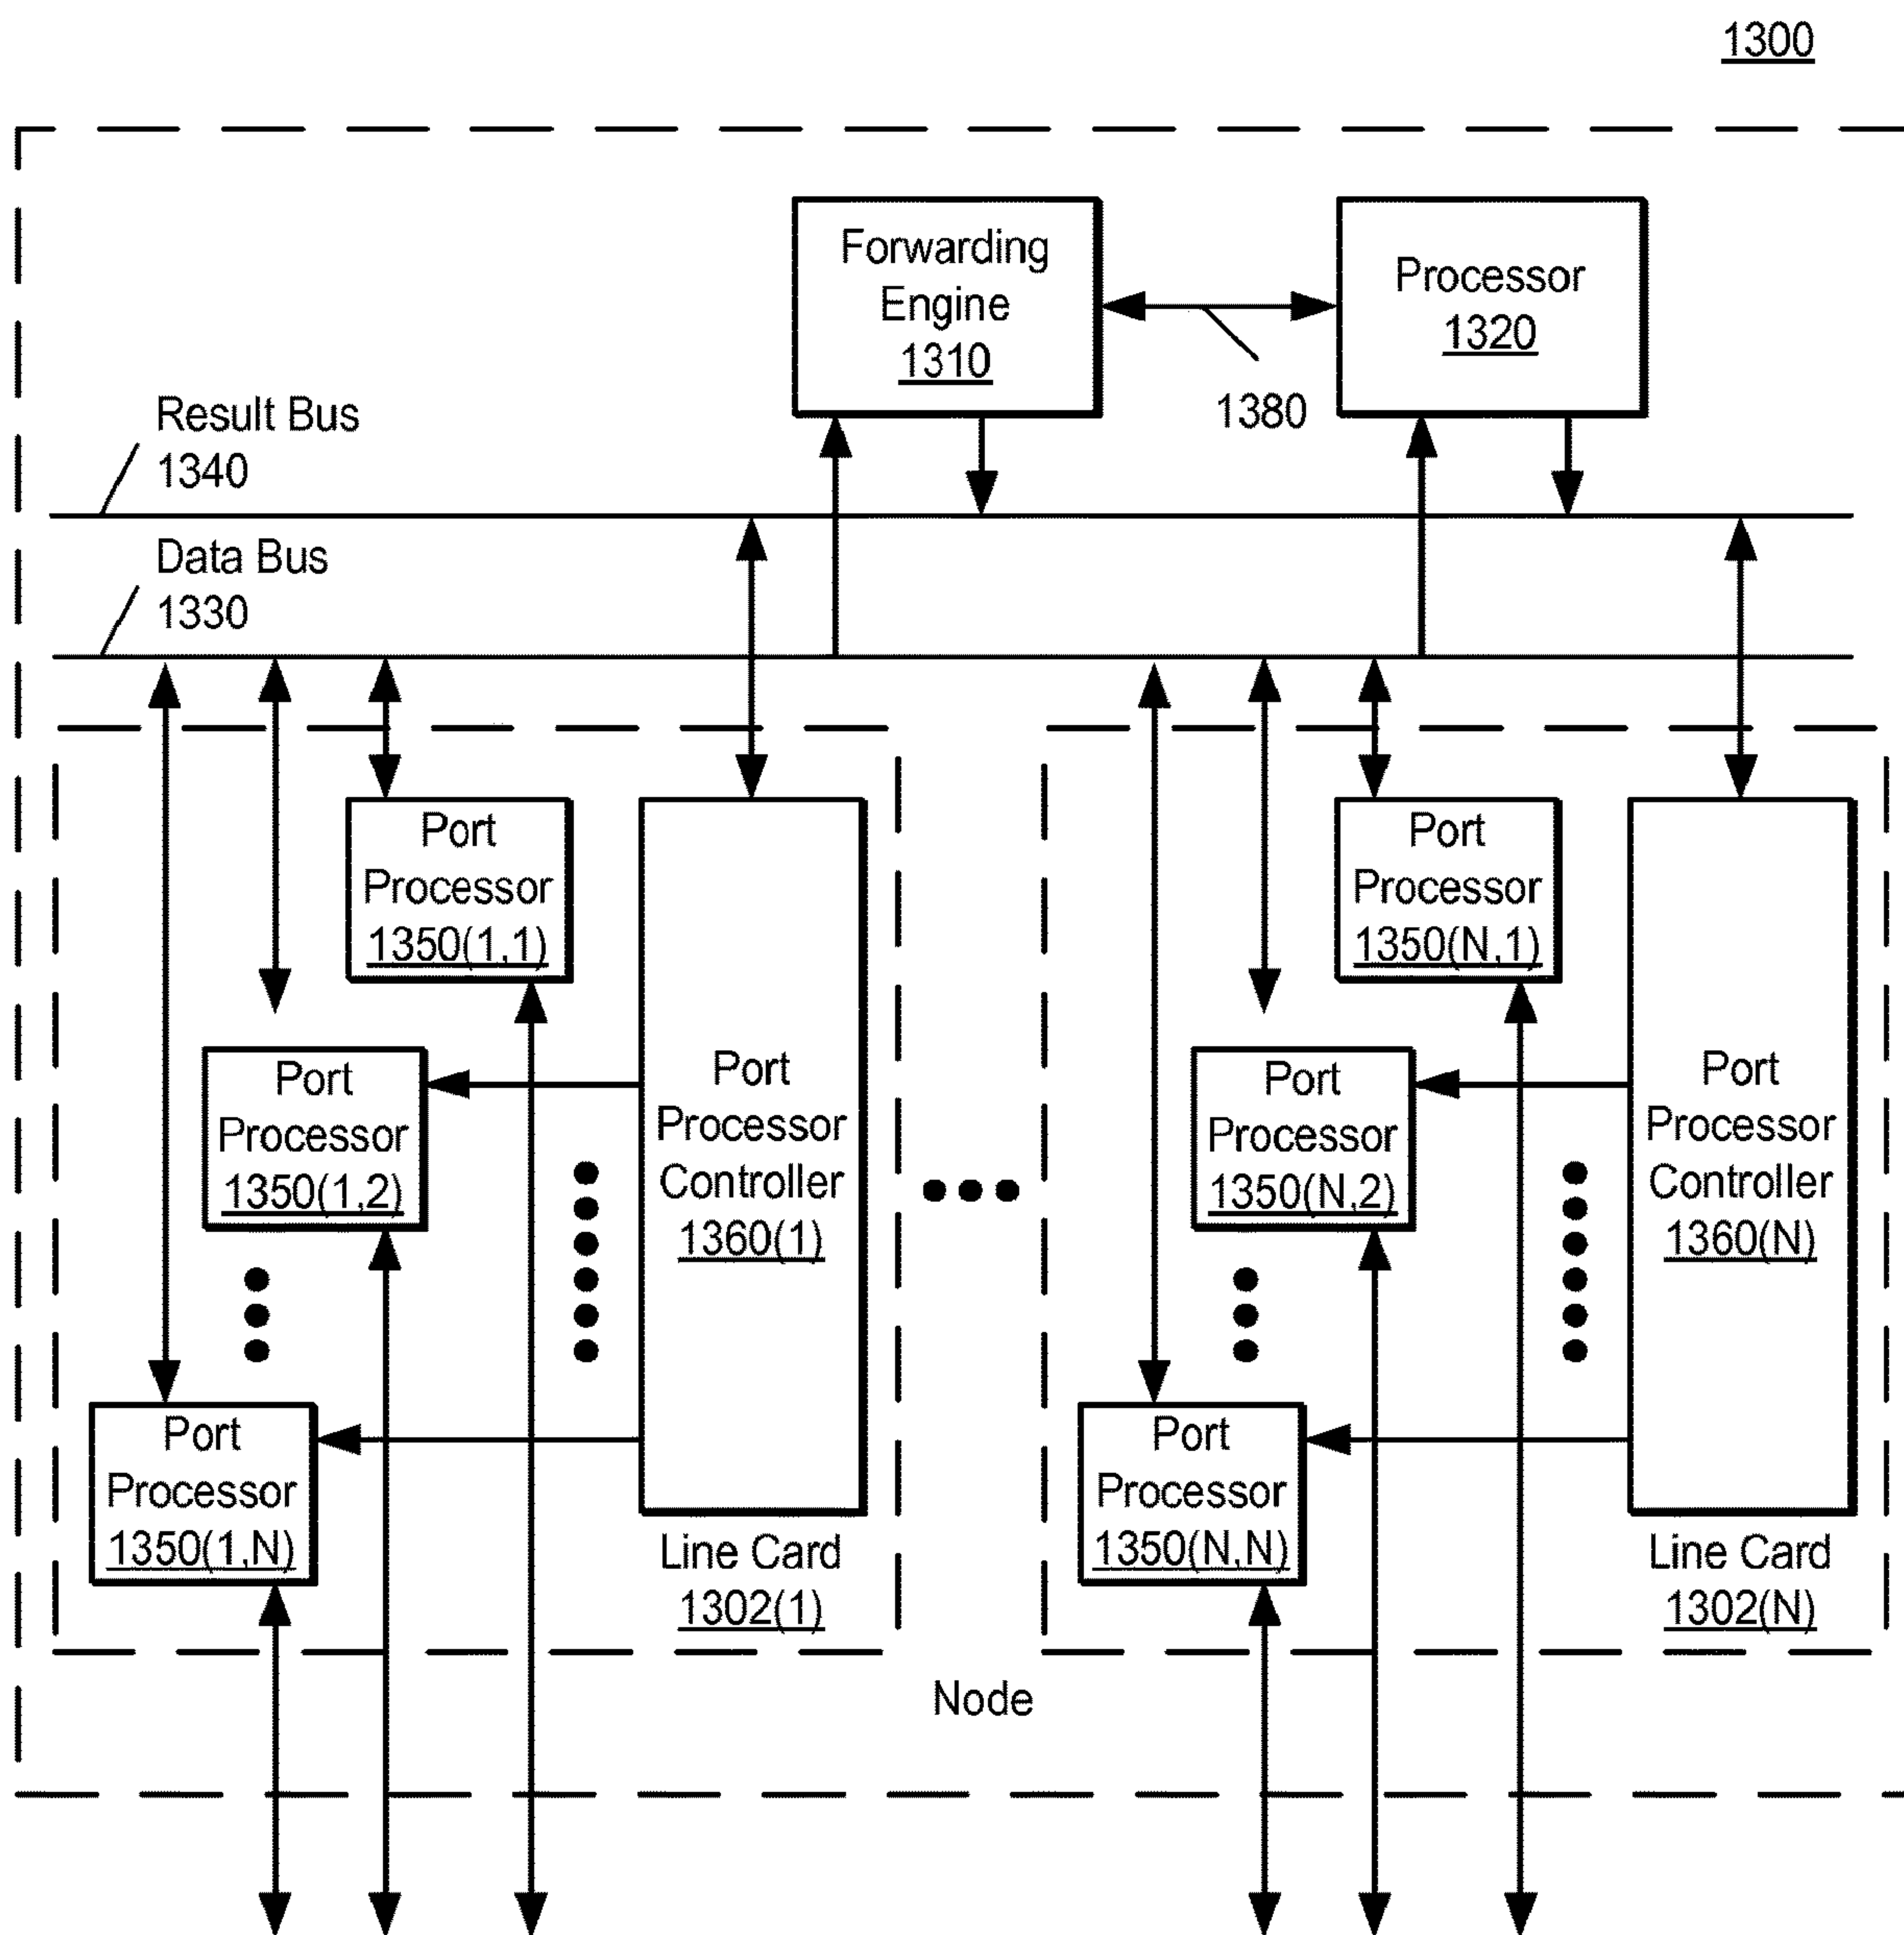 1300
Forwarding
Engine
1310
Processor
1320
1380
Result Bus
1340
Data Bus
1330
Port
Processor
1350(1,1)
Port
Processor
1350(1,2)
Port
Processor
1350(1,N)
Port
Processor
Controller
1360(1)
Line Card
1302(1)
Port
Processor
1350(N,1)
Port
Processor
1350(N,2)
Port
Processor
1350(N,N)
Port
Processor
Controller
1360(N)
Line Card
1302(N)
Node